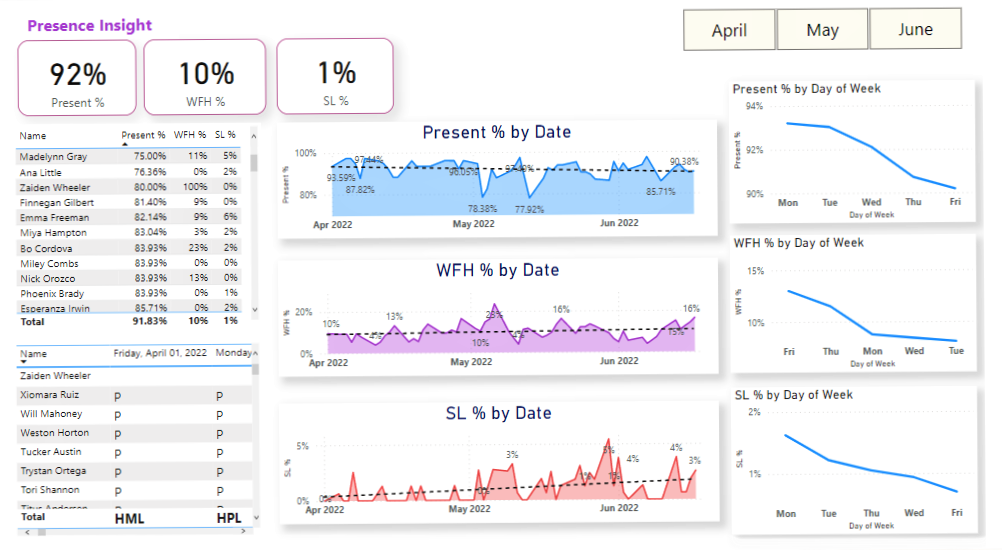 Presence Insight
April
May
June
92%
Present %
10%
WFH %
1%
SL %
Name Present % WFH % SL %
Madelynn Gray 75.00% 11% 5%
Ana Little 76.36% 0% 2%
Zaiden Wheeler 80.00% 100% 0%
Finnegan Gilbert 81.40% 9% 0%
Emma Freeman 82.14% 9% 6%
Miya Hampton 83.04% 3% 2%
Bo Cordova 83.93% 23% 2%
Miley Combs 83.93% 0% 0%
Nick Orozco 83.93% 13% 0%
Phoenix Brady 83.93% 0% 1%
Esperanza Irwin 85.71% 0% 2%
Total 91.83% 10% 1%
Name Friday, April 01, 2022 Monday
Zaiden Wheeler
Xiomara Ruiz p p
Will Mahoney p p
Weston Horton p p
Tucker Austin p p
Trystan Ortega p p
Tori Shannon p p
Titus Anderson
Total HML HPL
Present % by Date
Present %
100%
80%
97.44%
93.59%
87.82%
96.05%
78.38%
77.92%
85.71%
90.38%
Apr 2022 May 2022 Jun 2022
WFH % by Date
WFH %
20%
0%
10%
4%
13%
23%
10%
4%
16%
16%
Apr 2022 May 2022 Jun 2022
SL % by Date
SL %
5%
0%
0%
0%
3%
1%
5%
1%
4%
4%
3%
Apr 2022 May 2022 Jun 2022
Present % by Day of Week
Present %
94%
92%
90%
Mon Tue Wed Thu Fri
Day of Week
WFH % by Day of Week
WFH %
15%
10%
Fri Thu Mon Wed Tue
Day of Week
SL % by Day of Week
SL %
2%
1%
Mon Tue Thu Wed Fri
Day of Week